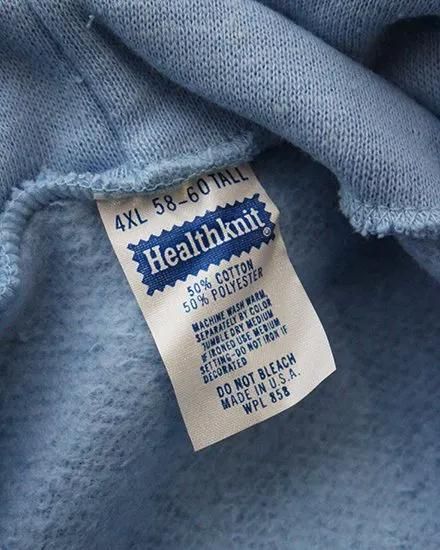 4XL 58-60 TALL
Healthknit®
50% COTTON
50% POLYESTER
MACHINE WASH WARM,
SEPARATELY BY COLOR
TUMBLE DRY MEDIUM
IF IRONED USE MEDIUM
SETTING-DO NOT IRON IF
DECORATED
DO NOT BLEACH
MADE IN U.S.A.
WPL 858